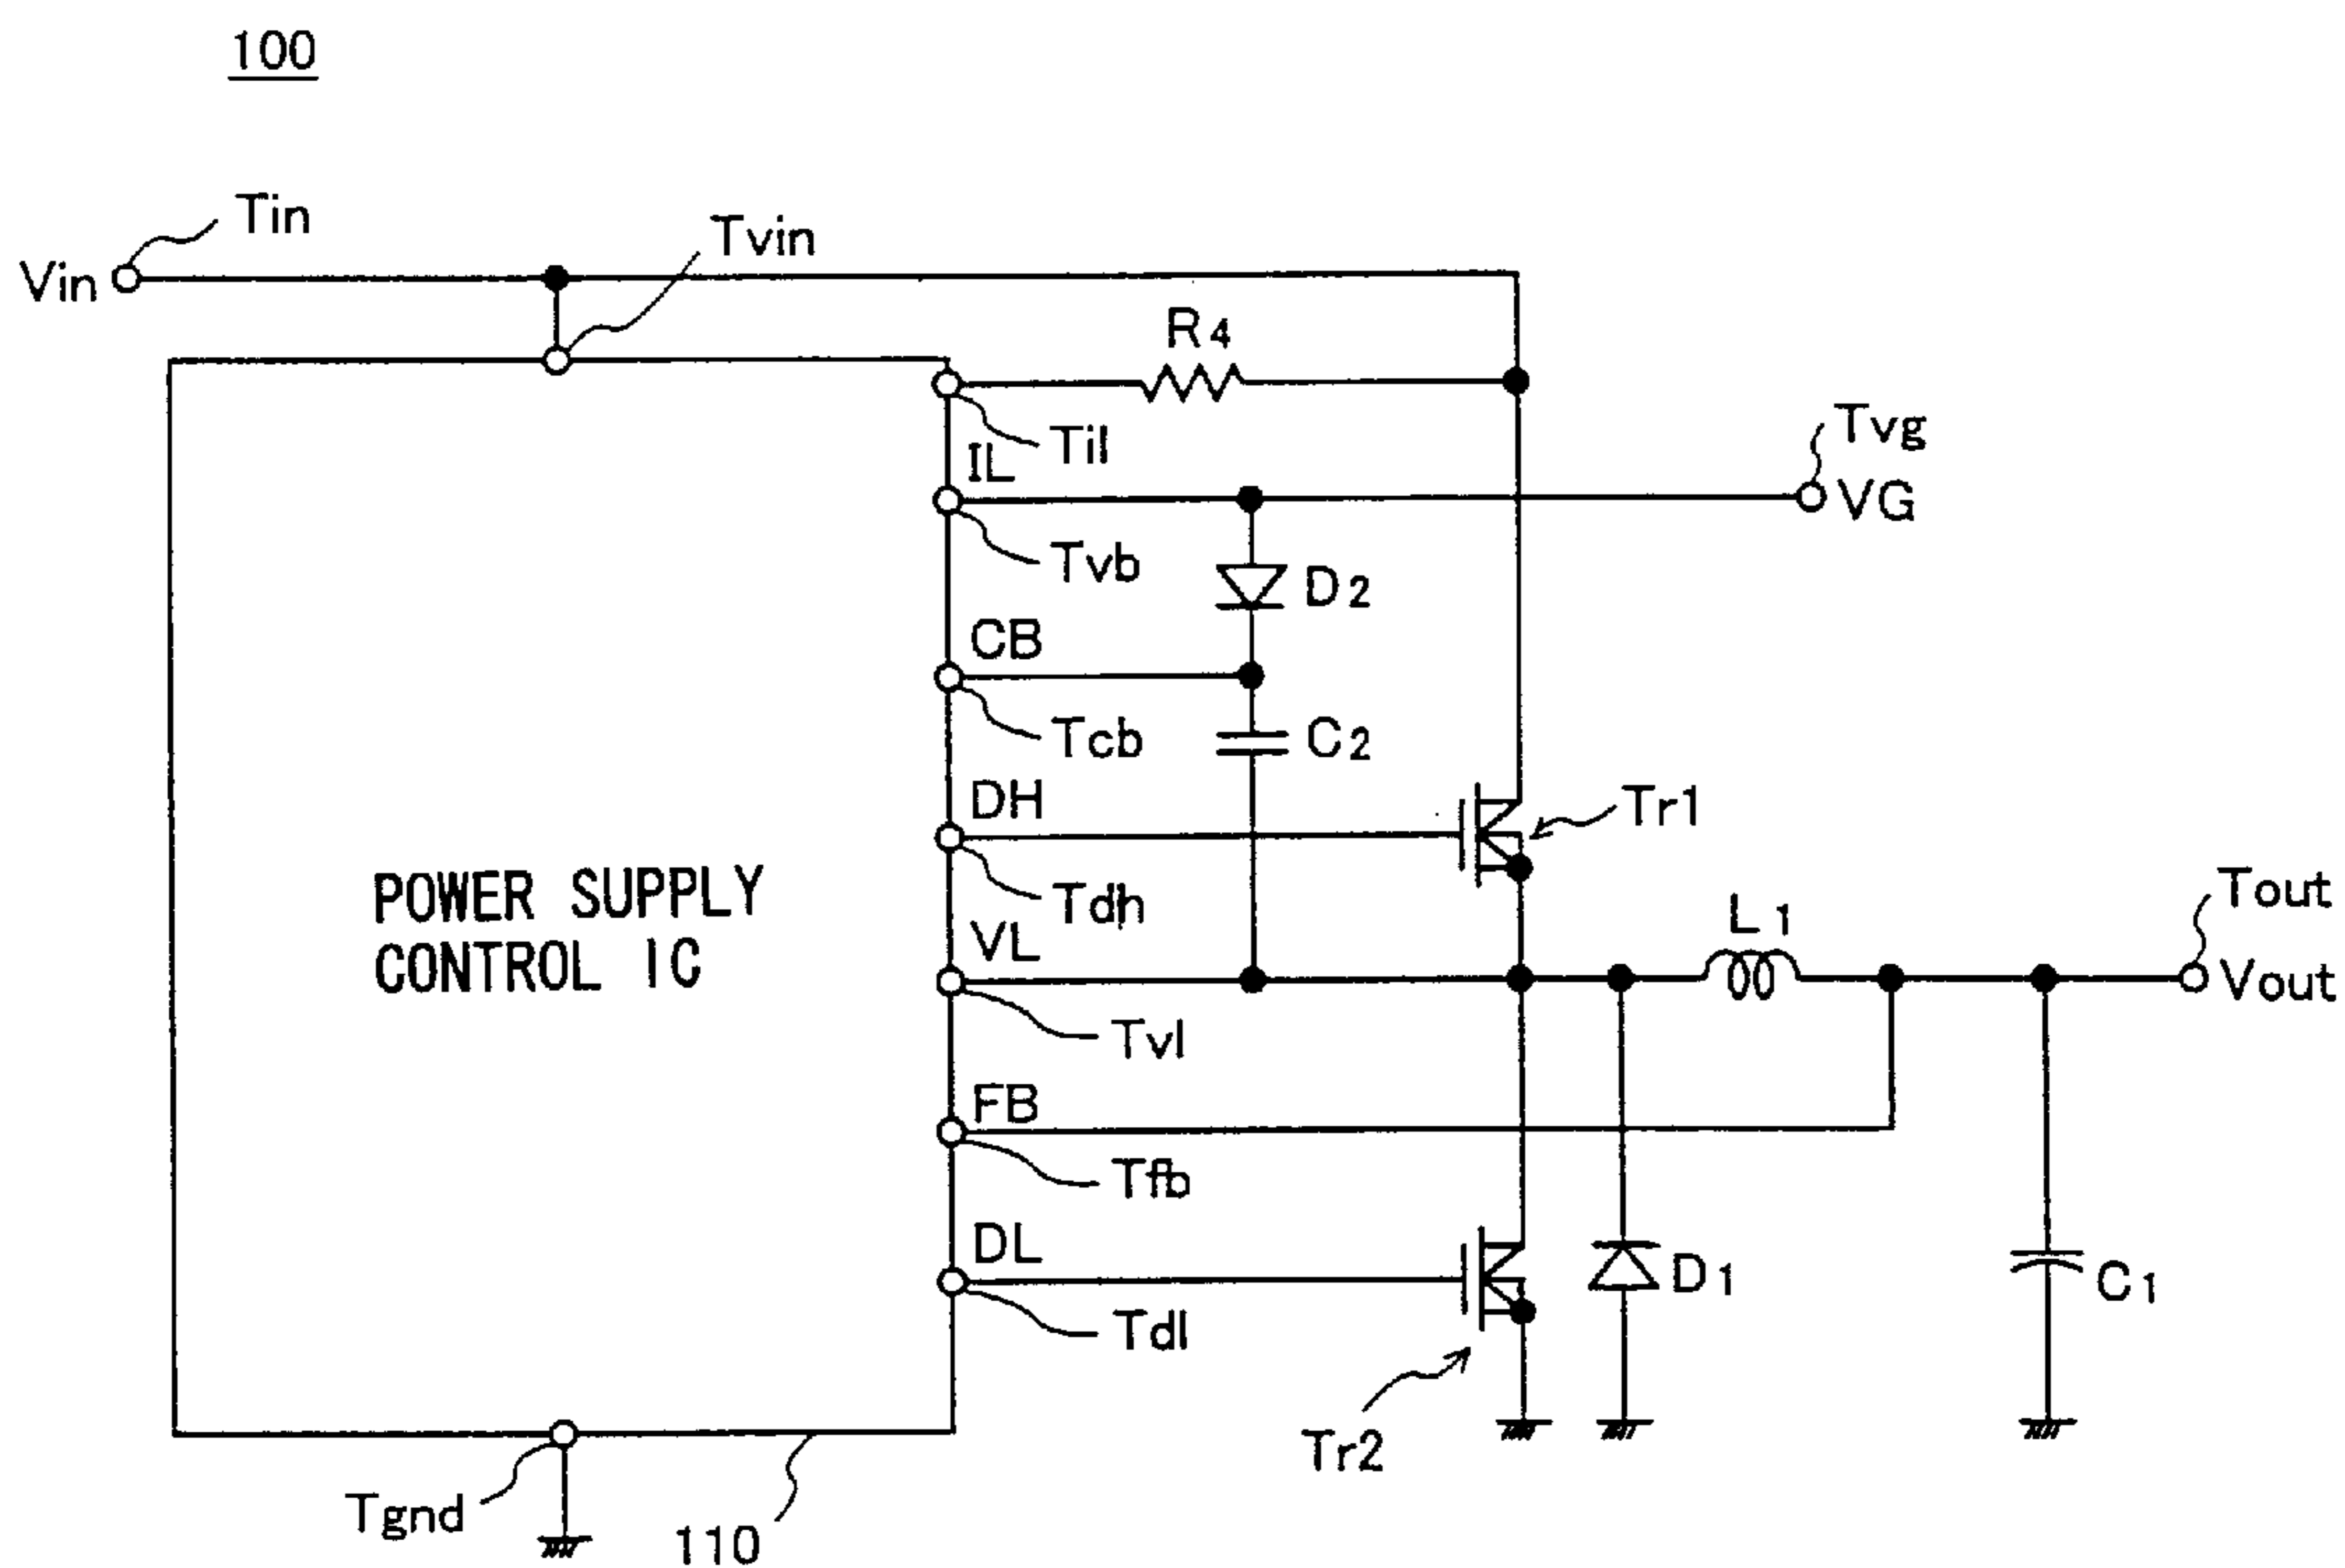 100
Tin
Tvin
Vin
R4
Til
IL
Tvg
VG
Tvb
D2
CB
Tcb
C2
DH
Tr1
POWER SUPPLY
CONTROL IC
Tdh
VL
L1
Tout
Vout
Tvl
FB
Tfb
DL
D1
C1
Tdl
Tr2
Tgnd
110